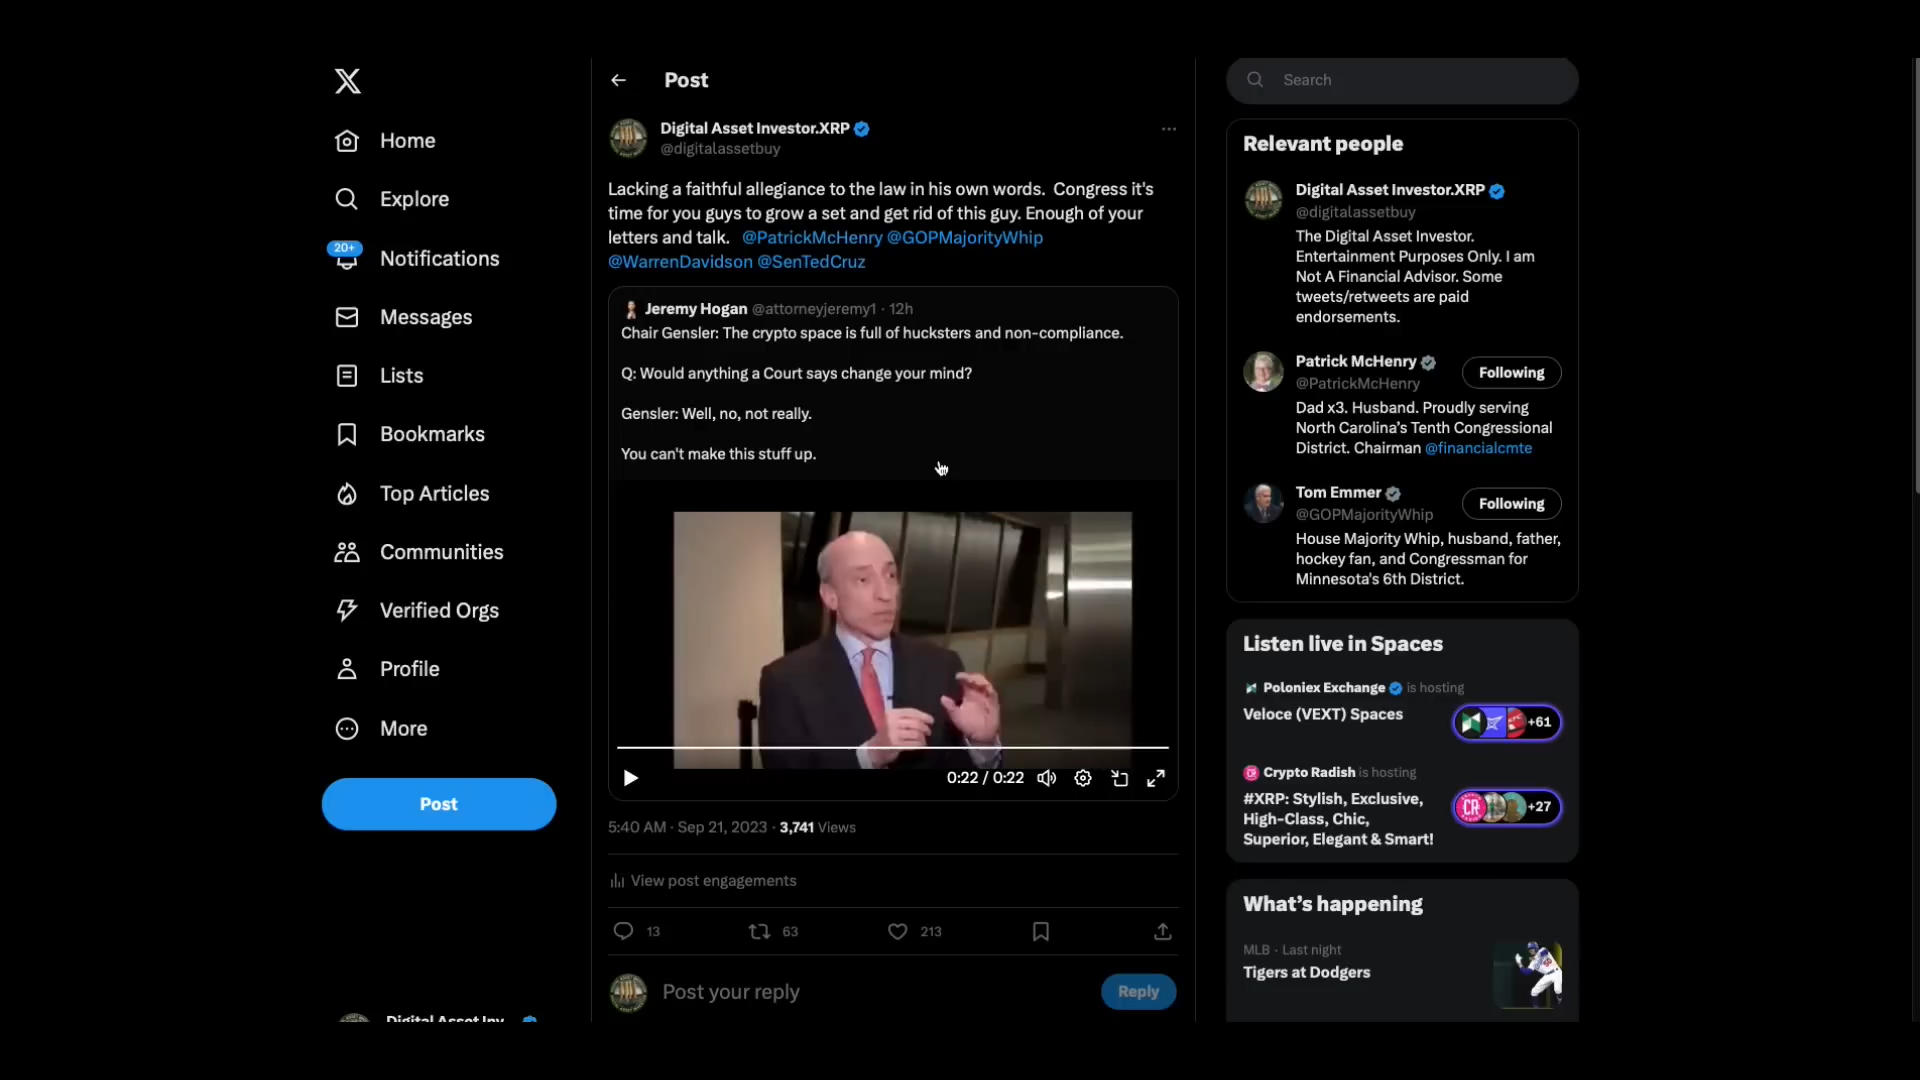 X
Home
Explore
20+
Notifications
Messages
Lists
Bookmarks
Top Articles
Communities
Verified Orgs
Profile
More
Post
Digital Asset Inv
Post
Digital Asset Investor.XRP
@digitalassetbuy
Lacking a faithful allegiance to the law in his own words.  Congress it's
time for you guys to grow a set and get rid of this guy. Enough of your
letters and talk.   @PatrickMcHenry @GOPMajorityWhip
@WarrenDavidson @SenTedCruz
Jeremy Hogan @attorneyjeremy1 · 12h
Chair Gensler: The crypto space is full of hucksters and non-compliance.
Q: Would anything a Court says change your mind?
Gensler: Well, no, not really.
You can't make this stuff up.
0:22 / 0:22
5:40 AM · Sep 21, 2023 · 3,741 Views
View post engagements
13 63 213
Post your reply
Reply
Search
Relevant people
Digital Asset Investor.XRP
@digitalassetbuy
The Digital Asset Investor.
Entertainment Purposes Only. I am
Not A Financial Advisor. Some
tweets/retweets are paid
endorsements.
Patrick McHenry
@PatrickMcHenry
Following
Dad x3. Husband. Proudly serving
North Carolina's Tenth Congressional
District. Chairman @financialcmte
Tom Emmer
@GOPMajorityWhip
Following
House Majority Whip, husband, father,
hockey fan, and Congressman for
Minnesota's 6th District.
Listen live in Spaces
Poloniex Exchange is hosting
Veloce (VEXT) Spaces
+61
Crypto Radish is hosting
#XRP: Stylish, Exclusive,
High-Class, Chic,
Superior, Elegant & Smart!
CR +27
What's happening
MLB · Last night
Tigers at Dodgers